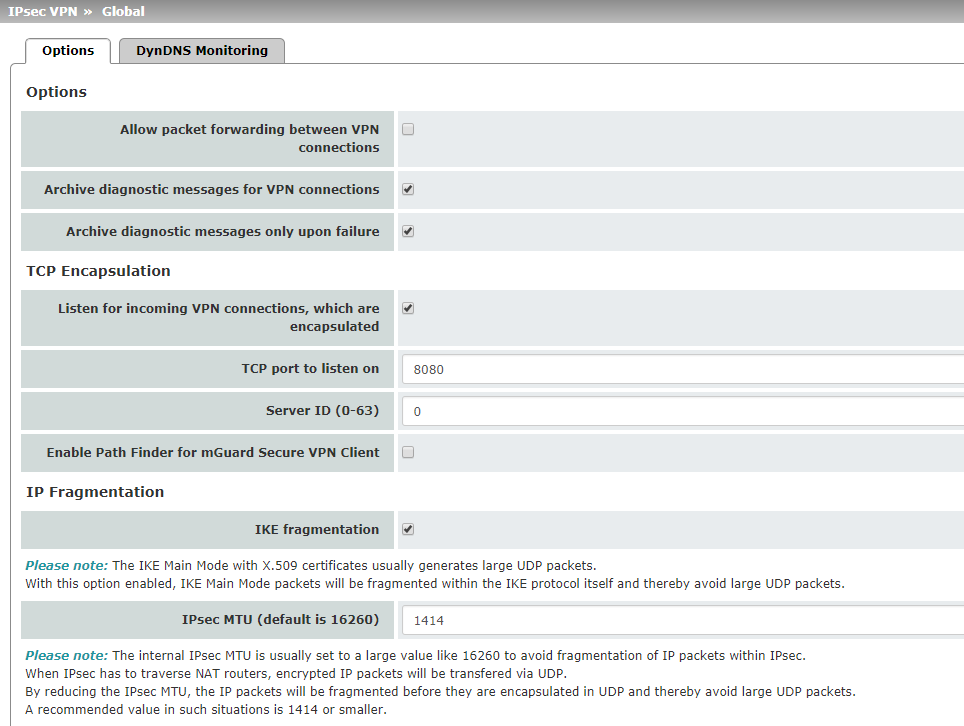 IPsec VPN » Global
Options
DynDNS Monitoring
Options
Allow packet forwarding between VPN
connections
Archive diagnostic messages for VPN connections
Archive diagnostic messages only upon failure
TCP Encapsulation
Listen for incoming VPN connections, which are
encapsulated
TCP port to listen on
8080
Server ID (0-63)
0
Enable Path Finder for mGuard Secure VPN Client
IP Fragmentation
IKE fragmentation
Please note: The IKE Main Mode with X.509 certificates usually generates large UDP packets.
With this option enabled, IKE Main Mode packets will be fragmented within the IKE protocol itself and thereby avoid large UDP packets.
IPsec MTU (default is 16260)
1414
Please note: The internal IPsec MTU is usually set to a large value like 16260 to avoid fragmentation of IP packets within IPsec.
When IPsec has to traverse NAT routers, encrypted IP packets will be transfered via UDP.
By reducing the IPsec MTU, the IP packets will be fragmented before they are encapsulated in UDP and thereby avoid large UDP packets.
A recommended value in such situations is 1414 or smaller.